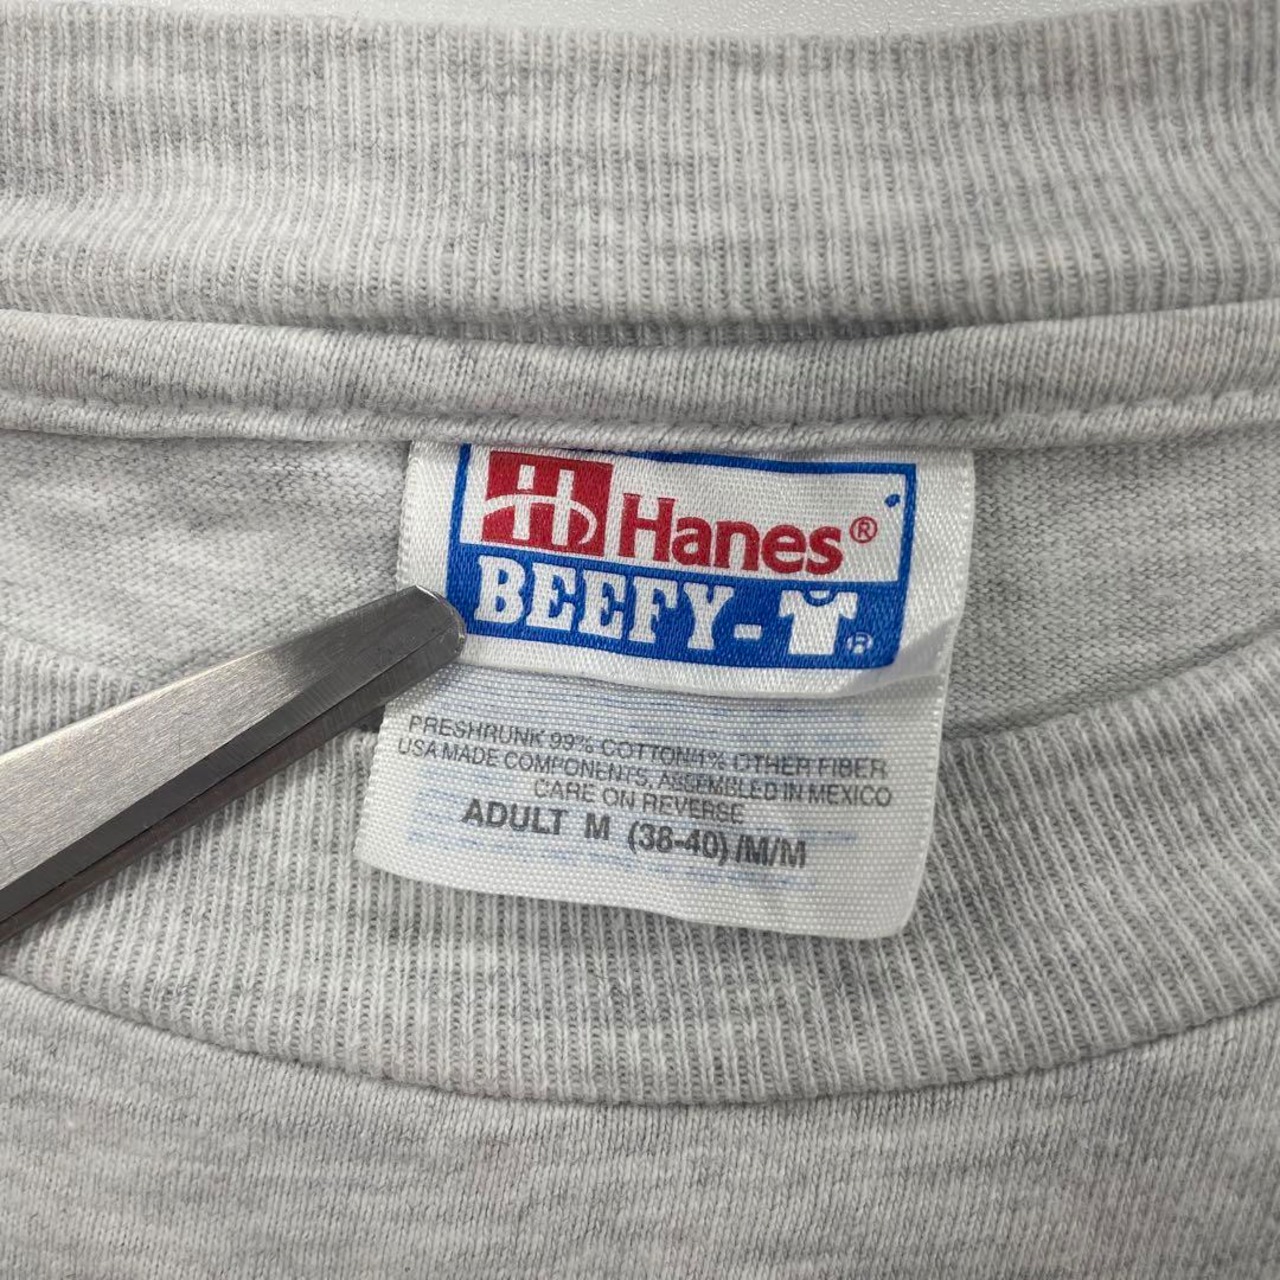 Hanes®
BEEFY-T®
PRESHRUNK 99% COTTON/1% OTHER FIBER
USA MADE COMPONENTS, ASSEMBLED IN MEXICO
CARE ON REVERSE
ADULT M (38-40) /M/M